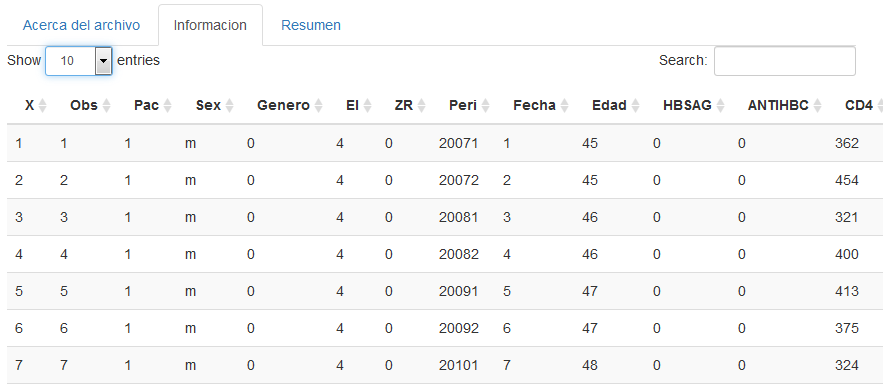 Acerca del archivo Informacion Resumen
Show 10 entries Search:
X Obs Pac Sex Genero EI ZR Peri Fecha Edad HBSAG ANTIHBC CD4
1 1 1 m 0 4 0 20071 1 45 0 0 362
2 2 1 m 0 4 0 20072 2 45 0 0 454
3 3 1 m 0 4 0 20081 3 46 0 0 321
4 4 1 m 0 4 0 20082 4 46 0 0 400
5 5 1 m 0 4 0 20091 5 47 0 0 413
6 6 1 m 0 4 0 20092 6 47 0 0 375
7 7 1 m 0 4 0 20101 7 48 0 0 324